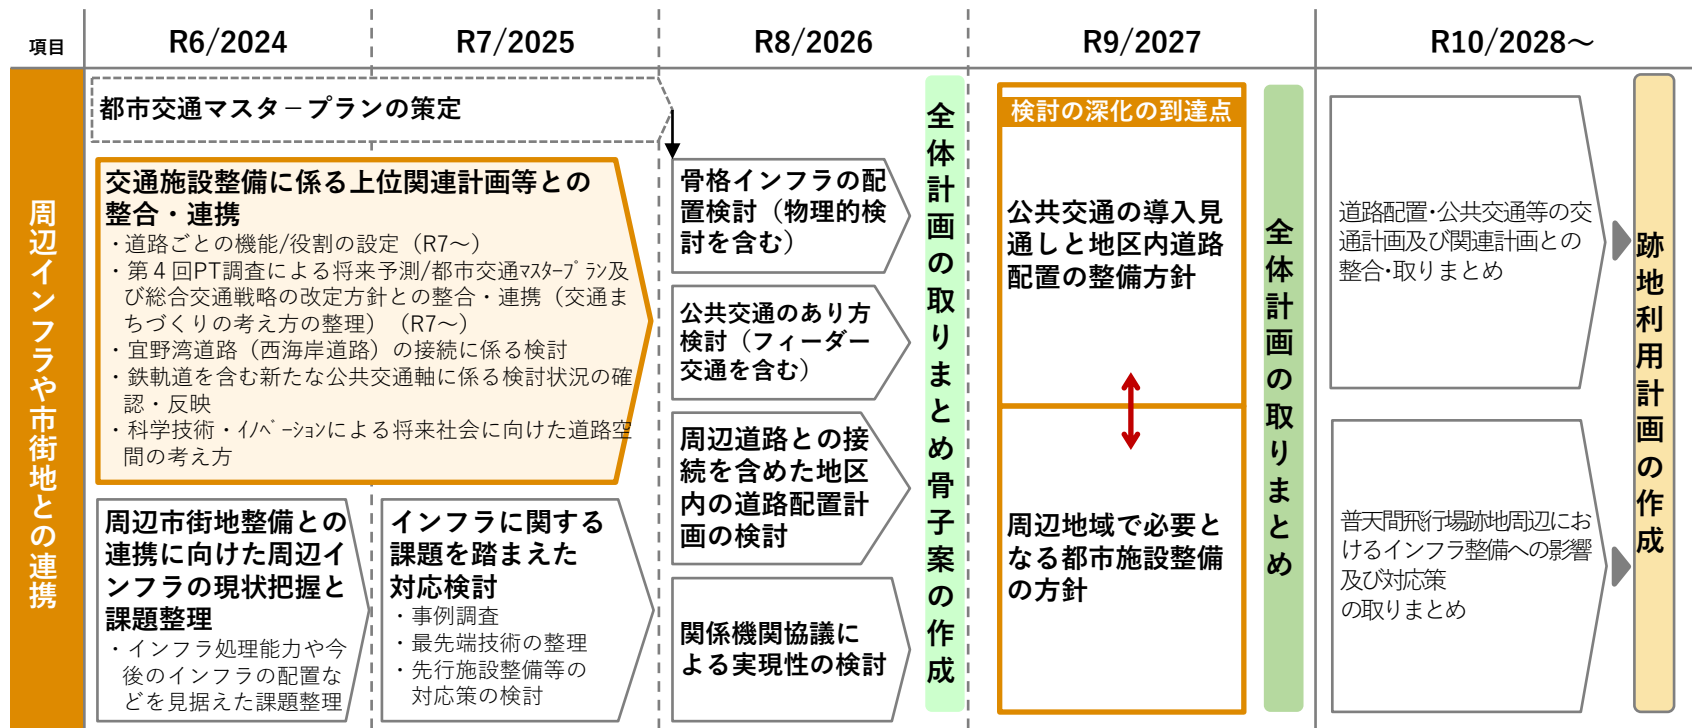 項目
R6/2024
R7/2025
R8/2026
R9/2027
R10/2028～
周辺インフラや市街地との連携
都市交通マスタープランの策定
交通施設整備に係る上位関連計画等との
整合・連携
・道路ごとの機能/役割の設定（R7～）
・第４回PT調査による将来予測/都市交通ﾏｽﾀｰﾌﾟﾗﾝ及
び総合交通戦略の改定方針との整合・連携（交通ま
ちづくりの考え方の整理）（R7～）
・宜野湾道路（西海岸道路）の接続に係る検討
・鉄軌道を含む新たな公共交通軸に係る検討状況の確
認・反映
・科学技術・ｲﾉﾍﾞｰｼｮﾝによる将来社会に向けた道路空
間の考え方
周辺市街地整備との
連携に向けた周辺イ
ンフラの現状把握と
課題整理
・インフラ処理能力や今
後のインフラの配置な
どを見据えた課題整理
インフラに関する
課題を踏まえた
対応検討
・事例調査
・最先端技術の整理
・先行施設整備等の
対応策の検討
骨格インフラの配
置検討（物理的検
討を含む）
公共交通のあり方
検討（フィーダー
交通を含む）
周辺道路との接
続を含めた地区
内の道路配置計
画の検討
関係機関協議に
よる実現性の検討
全体計画の取りまとめ骨子案の作成
検討の深化の到達点
公共交通の導入見
通しと地区内道路
配置の整備方針
周辺地域で必要と
なる都市施設整備
の方針
全体計画の取りまとめ
道路配置･公共交通等の交
通計画及び関連計画との
整合･取りまとめ
普天間飛行場跡地周辺にお
けるインフラ整備への影響
及び対応策
の取りまとめ
跡地利用計画の作成